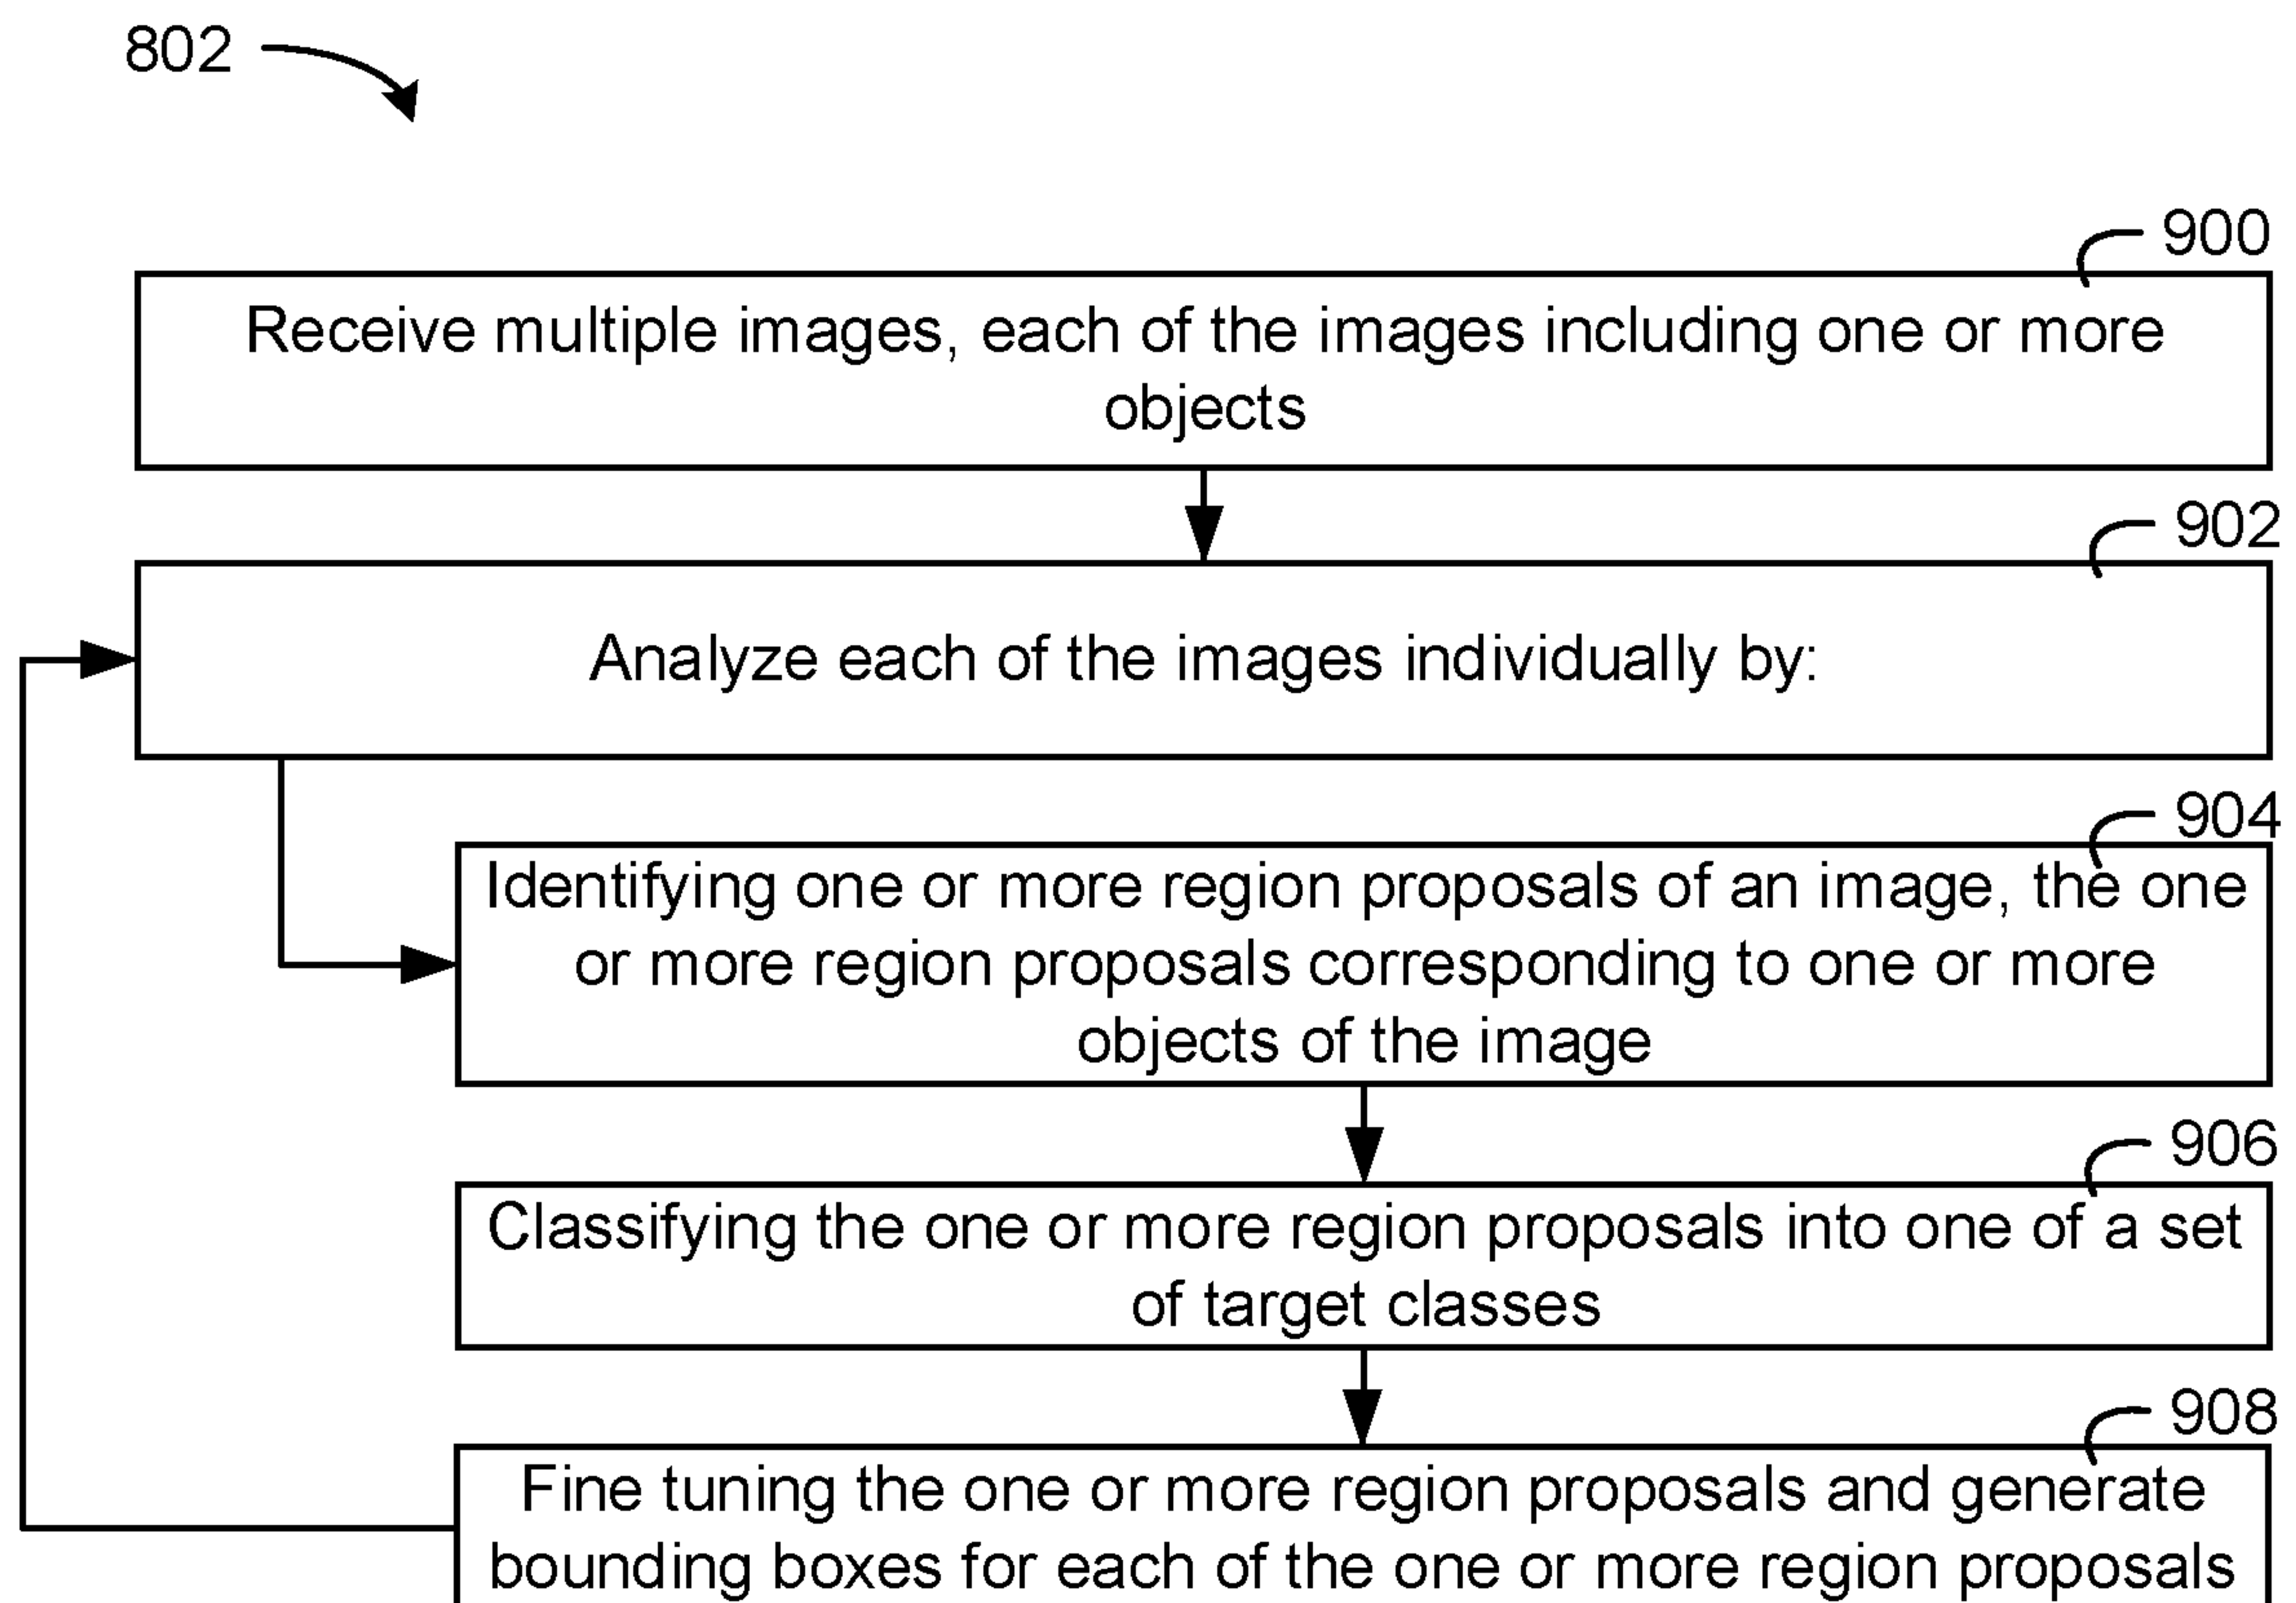 802
900
Receive multiple images, each of the images including one or more
objects
902
Analyze each of the images individually by:
904
Identifying one or more region proposals of an image, the one
or more region proposals corresponding to one or more
objects of the image
906
Classifying the one or more region proposals into one of a set
of target classes
908
Fine tuning the one or more region proposals and generate
bounding boxes for each of the one or more region proposals